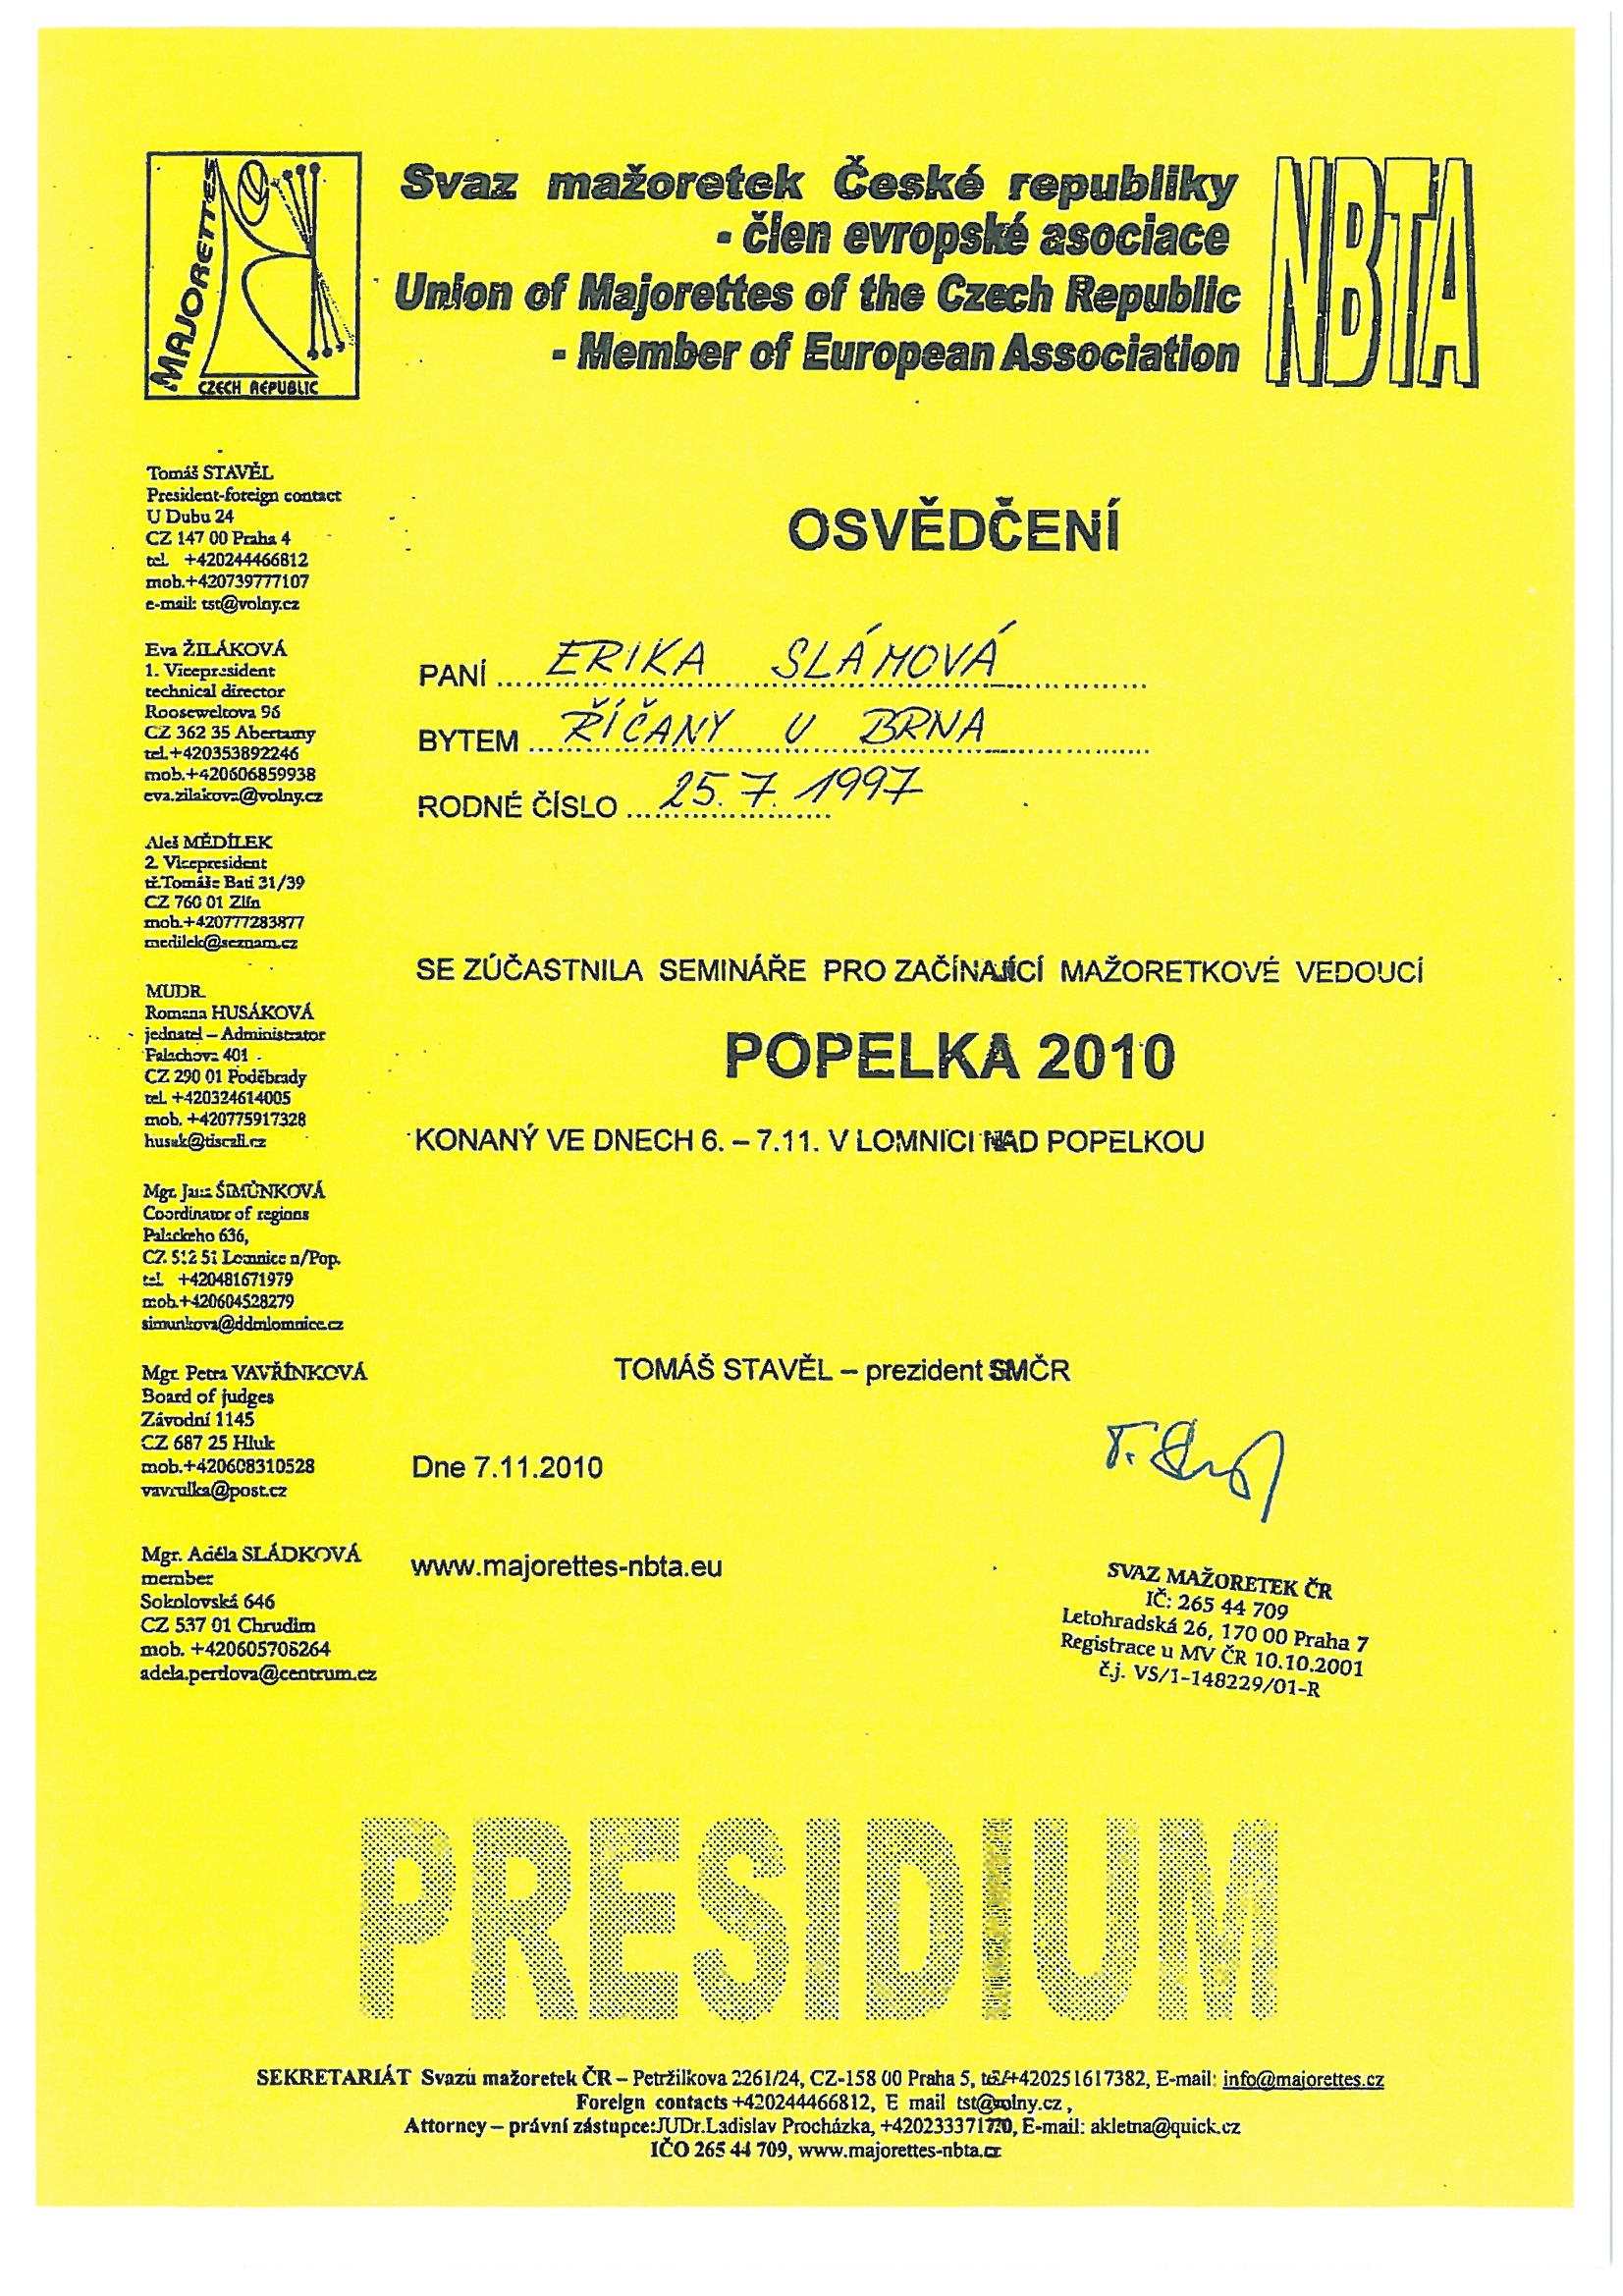 MAJORETTES
CZECH REPUBLIC
Svaz mažoretek České republiky
- člen evropské asociace
Union of Majorettes of the Czech Republic
- Member of European Association
NBTA
Tomáš STAVĚL
President-foreign contact
U Dubu 24
CZ 147 00 Praha 4
tel. +420244466812
mob.+420739777107
e-mail: tst@volny.cz
Eva ŽILÁKOVÁ
1. Vicepresident
technical director
Rooseweltova 96
CZ 362 35 Abertamy
tel.+420353892246
mob.+420606859938
eva.zilakova@volny.cz
Aleš MĚDÍLEK
2. Vicepresident
tř.Tomáše Bati 31/39
CZ 760 01 Zlín
mob.+420777283877
medilek@seznam.cz
MUDR.
Romana HUSÁKOVÁ
jednatel – Administrator
Palachova 401
CZ 290 01 Poděbrady
tel. +420324614005
mob. +420775917328
husak@tiscali.cz
Mgr. Jana ŠIMŮNKOVÁ
Coordinator of regions
Palackeho 636,
CZ 512 51 Lomnice n/Pop.
tel. +420481671979
mob.+420604528279
simunkova@ddmlomnice.cz
Mgr. Petra VAVŘÍNKOVÁ
Board of judges
Závodní 1145
CZ 687 25 Hluk
mob.+420608310528
vavrulka@post.cz
Mgr. Adéla SLÁDKOVÁ
member
Sokolovská 646
CZ 537 01 Chrudim
mob. +420605708264
adela.perdova@centrum.cz
OSVĚDČENÍ
PANÍ ERIKA SLÁMOVÁ
BYTEM ŘÍČANY U BRNA
RODNÉ ČÍSLO 25.7.1997
SE ZÚČASTNILA SEMINÁŘE PRO ZAČÍNAJÍCÍ MAŽORETKOVÉ VEDOUCÍ
POPELKA 2010
KONANÝ VE DNECH 6. – 7.11. V LOMNICI NAD POPELKOU
TOMÁŠ STAVĚL – prezident SMČR
Dne 7.11.2010
www.majorettes-nbta.eu
SVAZ MAŽORETEK ČR
IČ: 265 44 709
Letohradská 26, 170 00 Praha 7
Registrace u MV ČR 10.10.2001
č.j. VS/1-148229/01-R
PRESIDIUM
SEKRETARIÁT Svazu mažoretek ČR – Petržilkova 2261/24, CZ-158 00 Praha 5, +420251617382, E-mail: info@majorettes.cz
Foreign contacts +420244466812, E mail tst@volny.cz ,
Attorney – právní zástupce:JUDr.Ladislav Procházka, E-mail: akletna@quick.cz
IČO 265 44 709, www.majorettes-nbta.cz